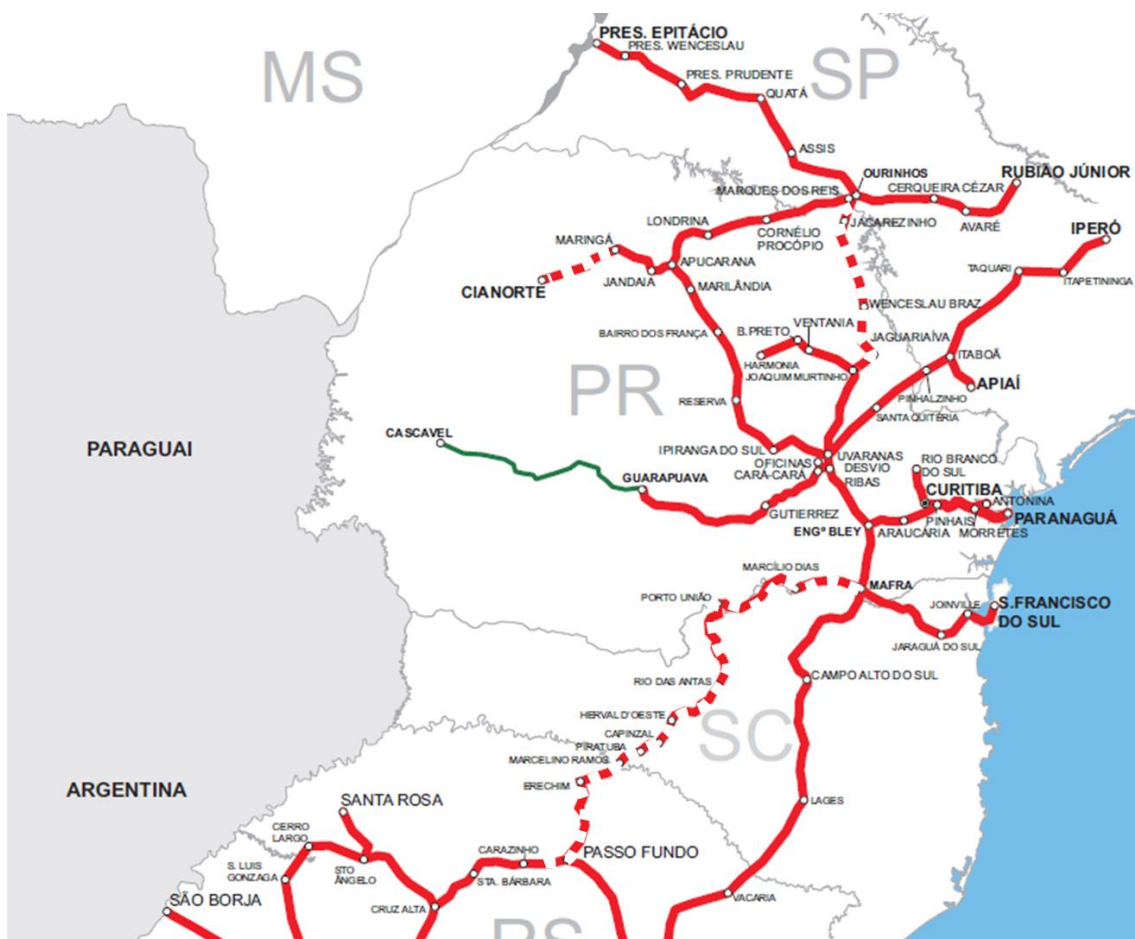 PRES. EPITÁCIO
PRES. WENCESLAU
MS
SP
PRES. PRUDENTE
QUATÁ
ASSIS
OURINHOS
RUBIÃO JÚNIOR
MARQUES DOS REIS
CERQUEIRA CÉZAR
LONDRINA
JACAREZINHO
AVARÉ
IPERÓ
CORNÉLIO
PROCÓPIO
MARINGÁ
APUCARANA
TAQUARI
ITAPETININGA
CIANORTE
JANDAIA
MARILÂNDIA
WENCESLAU BRAZ
VENTANIA
BAIRRO DOS FRANÇA
B.PRETO
JAGUARIAÍVA
ITABOÃ
HARMONIA
JOAQUIM MURTINHO
PR
APIAÍ
PINHALZINHO
RESERVA
SANTA QUITÉRIA
CASCAVEL
PARAGUAI
IPIRANGA DO SUL
UVARANAS
OFICINAS
DESVIO
RIBAS
CARÁ-CARÁ
RIO BRANCO
DO SUL
GUARAPUAVA
CURITIBA
ANTONINA
GUTIERREZ
PARANAGUÁ
ENGº BLEY
ARAUCÁRIA
PINHAIS
MORRETES
MARCÍLIO DIAS
MAFRA
PORTO UNIÃO
JOINVILLE
S.FRANCISCO
DO SUL
JARAGUÁ DO SUL
RIO DAS ANTAS
CAMPO ALTO DO SUL
HERVAL D'OESTE
SC
CAPINZAL
PIRATUBA
MARCELINO RAMOS
ERECHIM
ARGENTINA
SANTA ROSA
LAGES
CERRO
LARGO
CARAZINHO
PASSO FUNDO
S. LUIS
GONZAGA
STO
ÂNGELO
STA. BÁRBARA
SÃO BORJA
CRUZ ALTA
VACARIA
RS